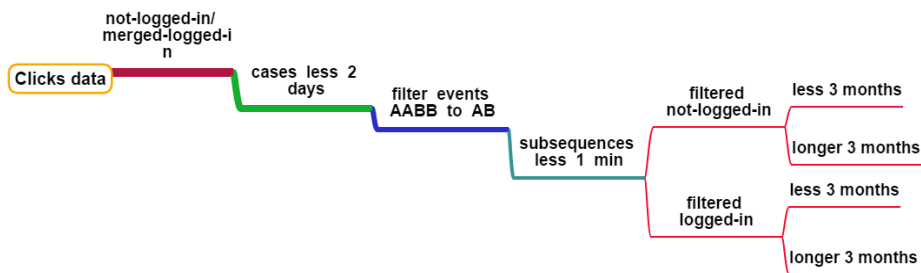 not-logged-in/
merged-logged-i
n
Clicks data
cases less 2
days
filter events
AABB to AB
subsequences
less 1 min
filtered
not-logged-in
less 3 months
longer 3 months
filtered
logged-in
less 3 months
longer 3 months